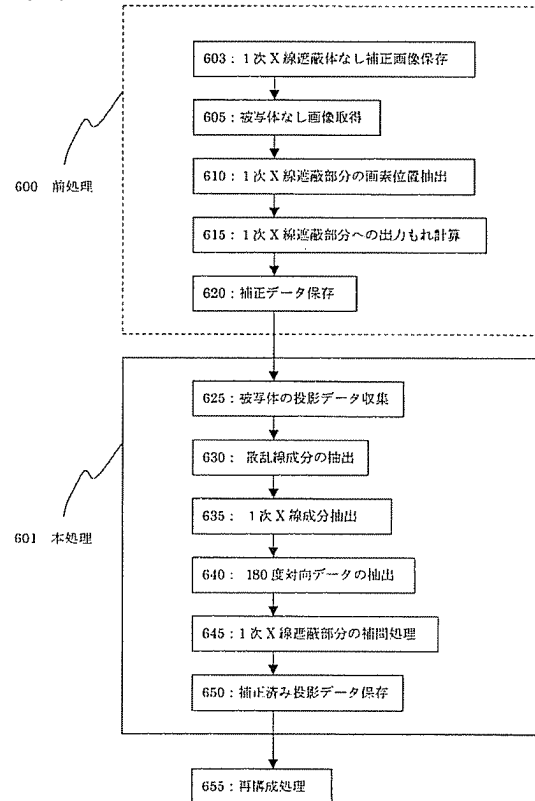 603：1次X線遮蔽体なし補正画像保存
605：被写体なし画像取得
610：1次X線遮蔽部分の画素位置抽出
600 前処理
615：1次X線遮蔽部分への出力もれ計算
620：補正データ保存
625：被写体の投影データ収集
630： 散乱線成分の抽出
635： 1次X線成分抽出
601 本処理
640： 180度対向データの抽出
645：1次X線遮蔽部分の補間処理
650：補正済み投影データ保存
655：再構成処理